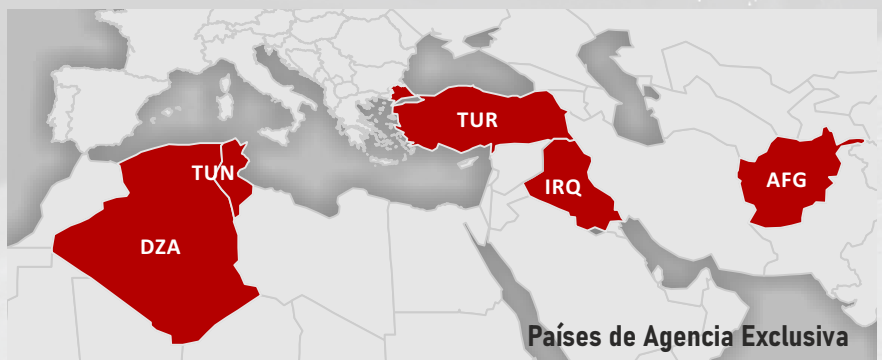 TUR
TUN
IRQ
AFG
DZA
Países de Agencia Exclusiva